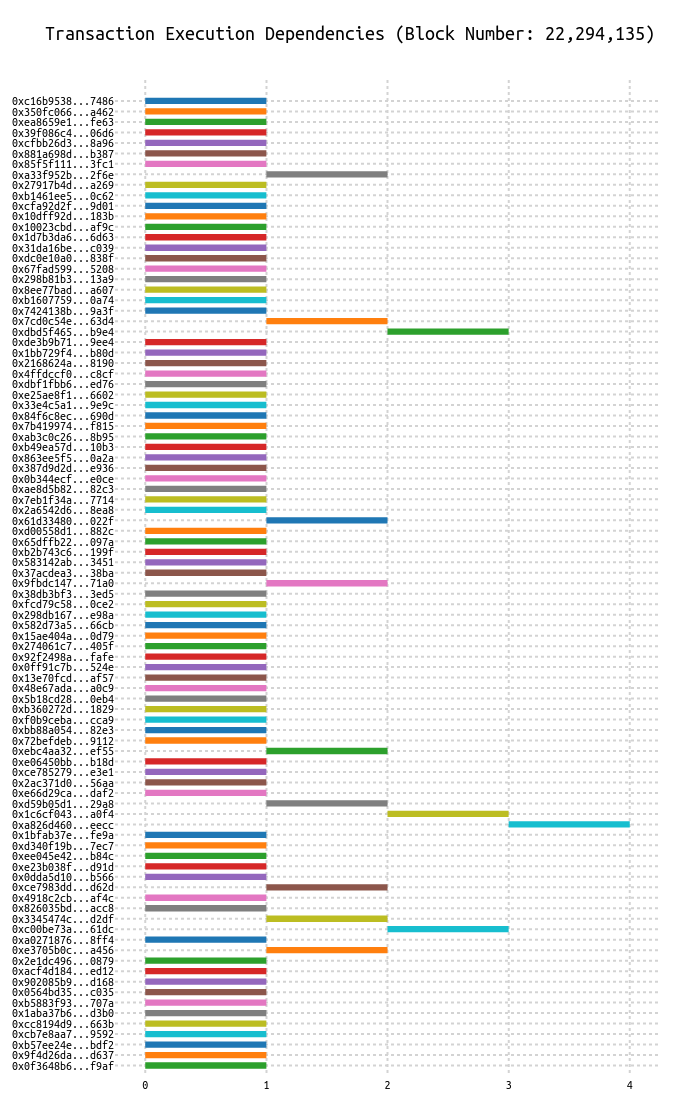 Transaction Execution Dependencies (Block Number: 22,294,135)
0xc16b9538...7486
0x350fc066...a462
0xea8659e1...fe63
0x39f086c4...06d6
0xcfbb26d3...8a96
0x881a698d...b387
0x85f5f111...3fc1
0xa33f952b...2f6e
0x27917b4d...a269
0xb1461ee5...0c62
0xcfa92d2f...9d01
0x10dff92d...183b
0x10023cbd...af9c
0x1d7b3da6...6d63
0x31da16be...c039
0xdc0e10a0...838f
0x67fad599...5208
0x298b81b3...13a9
0x8ee77bad...a607
0xb1607759...0a74
0x7424138b...9a3f
0x7cd0c54e...63d4
0xdbd5f465...b9e4
0xde3b9b71...9ee4
0x1bb729f4...b80d
0x2168624a...8190
0x4ffdccf0...c8cf
0xdbf1fbb6...ed76
0xe25ae8f1...6602
0x33e4c5a1...9e9c
0x84f6c8ec...690d
0x7b419974...f815
0xab3c0c26...8b95
0xb49ea57d...10b3
0x863ee5f5...0a2a
0x387d9d2d...e936
0x0b344ecf...e0ce
0xae8d5b82...82c3
0x7eb1f34a...7714
0x2a6542d6...8ea8
0x61d33480...022f
0xd00558d1...882c
0x65dffb22...097a
0xb2b743c6...199f
0x583142ab...3451
0x37acdea3...38ba
0x9fbdc147...71a0
0x38db3bf3...3ed5
0xfcd79c58...0ce2
0x298db167...e98a
0x582d73a5...66cb
0x15ae404a...0d79
0x274061c7...405f
0x92f2498a...fafe
0x0ff91c7b...524e
0x13e70fcd...af57
0x48e67ada...a0c9
0x5b18cd28...0eb4
0xb360272d...1829
0xf0b9ceba...cca9
0xbb88a054...82e3
0x72befdeb...9112
0xebc4aa32...ef55
0xe06450bb...b18d
0xce785279...e3e1
0x2ac371d0...56aa
0xe66d29ca...daf2
0xd59b05d1...29a8
0x1c6cf043...a0f4
0xa826d460...eecc
0x1bfab37e...fe9a
0xd340f19b...7ec7
0xee045e42...b84c
0xe23b038f...d91d
0x0dda5d10...b566
0xce7983dd...d62d
0x4918c2cb...af4c
0x826035bd...acc8
0x3345474c...d2df
0xc00be73a...61dc
0xa0271876...8ff4
0xe3705b0c...a456
0x2e1dc496...0879
0xacf4d184...ed12
0x902085b9...d168
0x0564bd35...c035
0xb5883f93...707a
0x1aba37b6...d3b0
0xcc8194d9...663b
0xcb7e8aa7...9592
0xb57ee24e...bdf2
0x9f4d26da...d637
0x0f3648b6...f9af
0 1 2 3 4